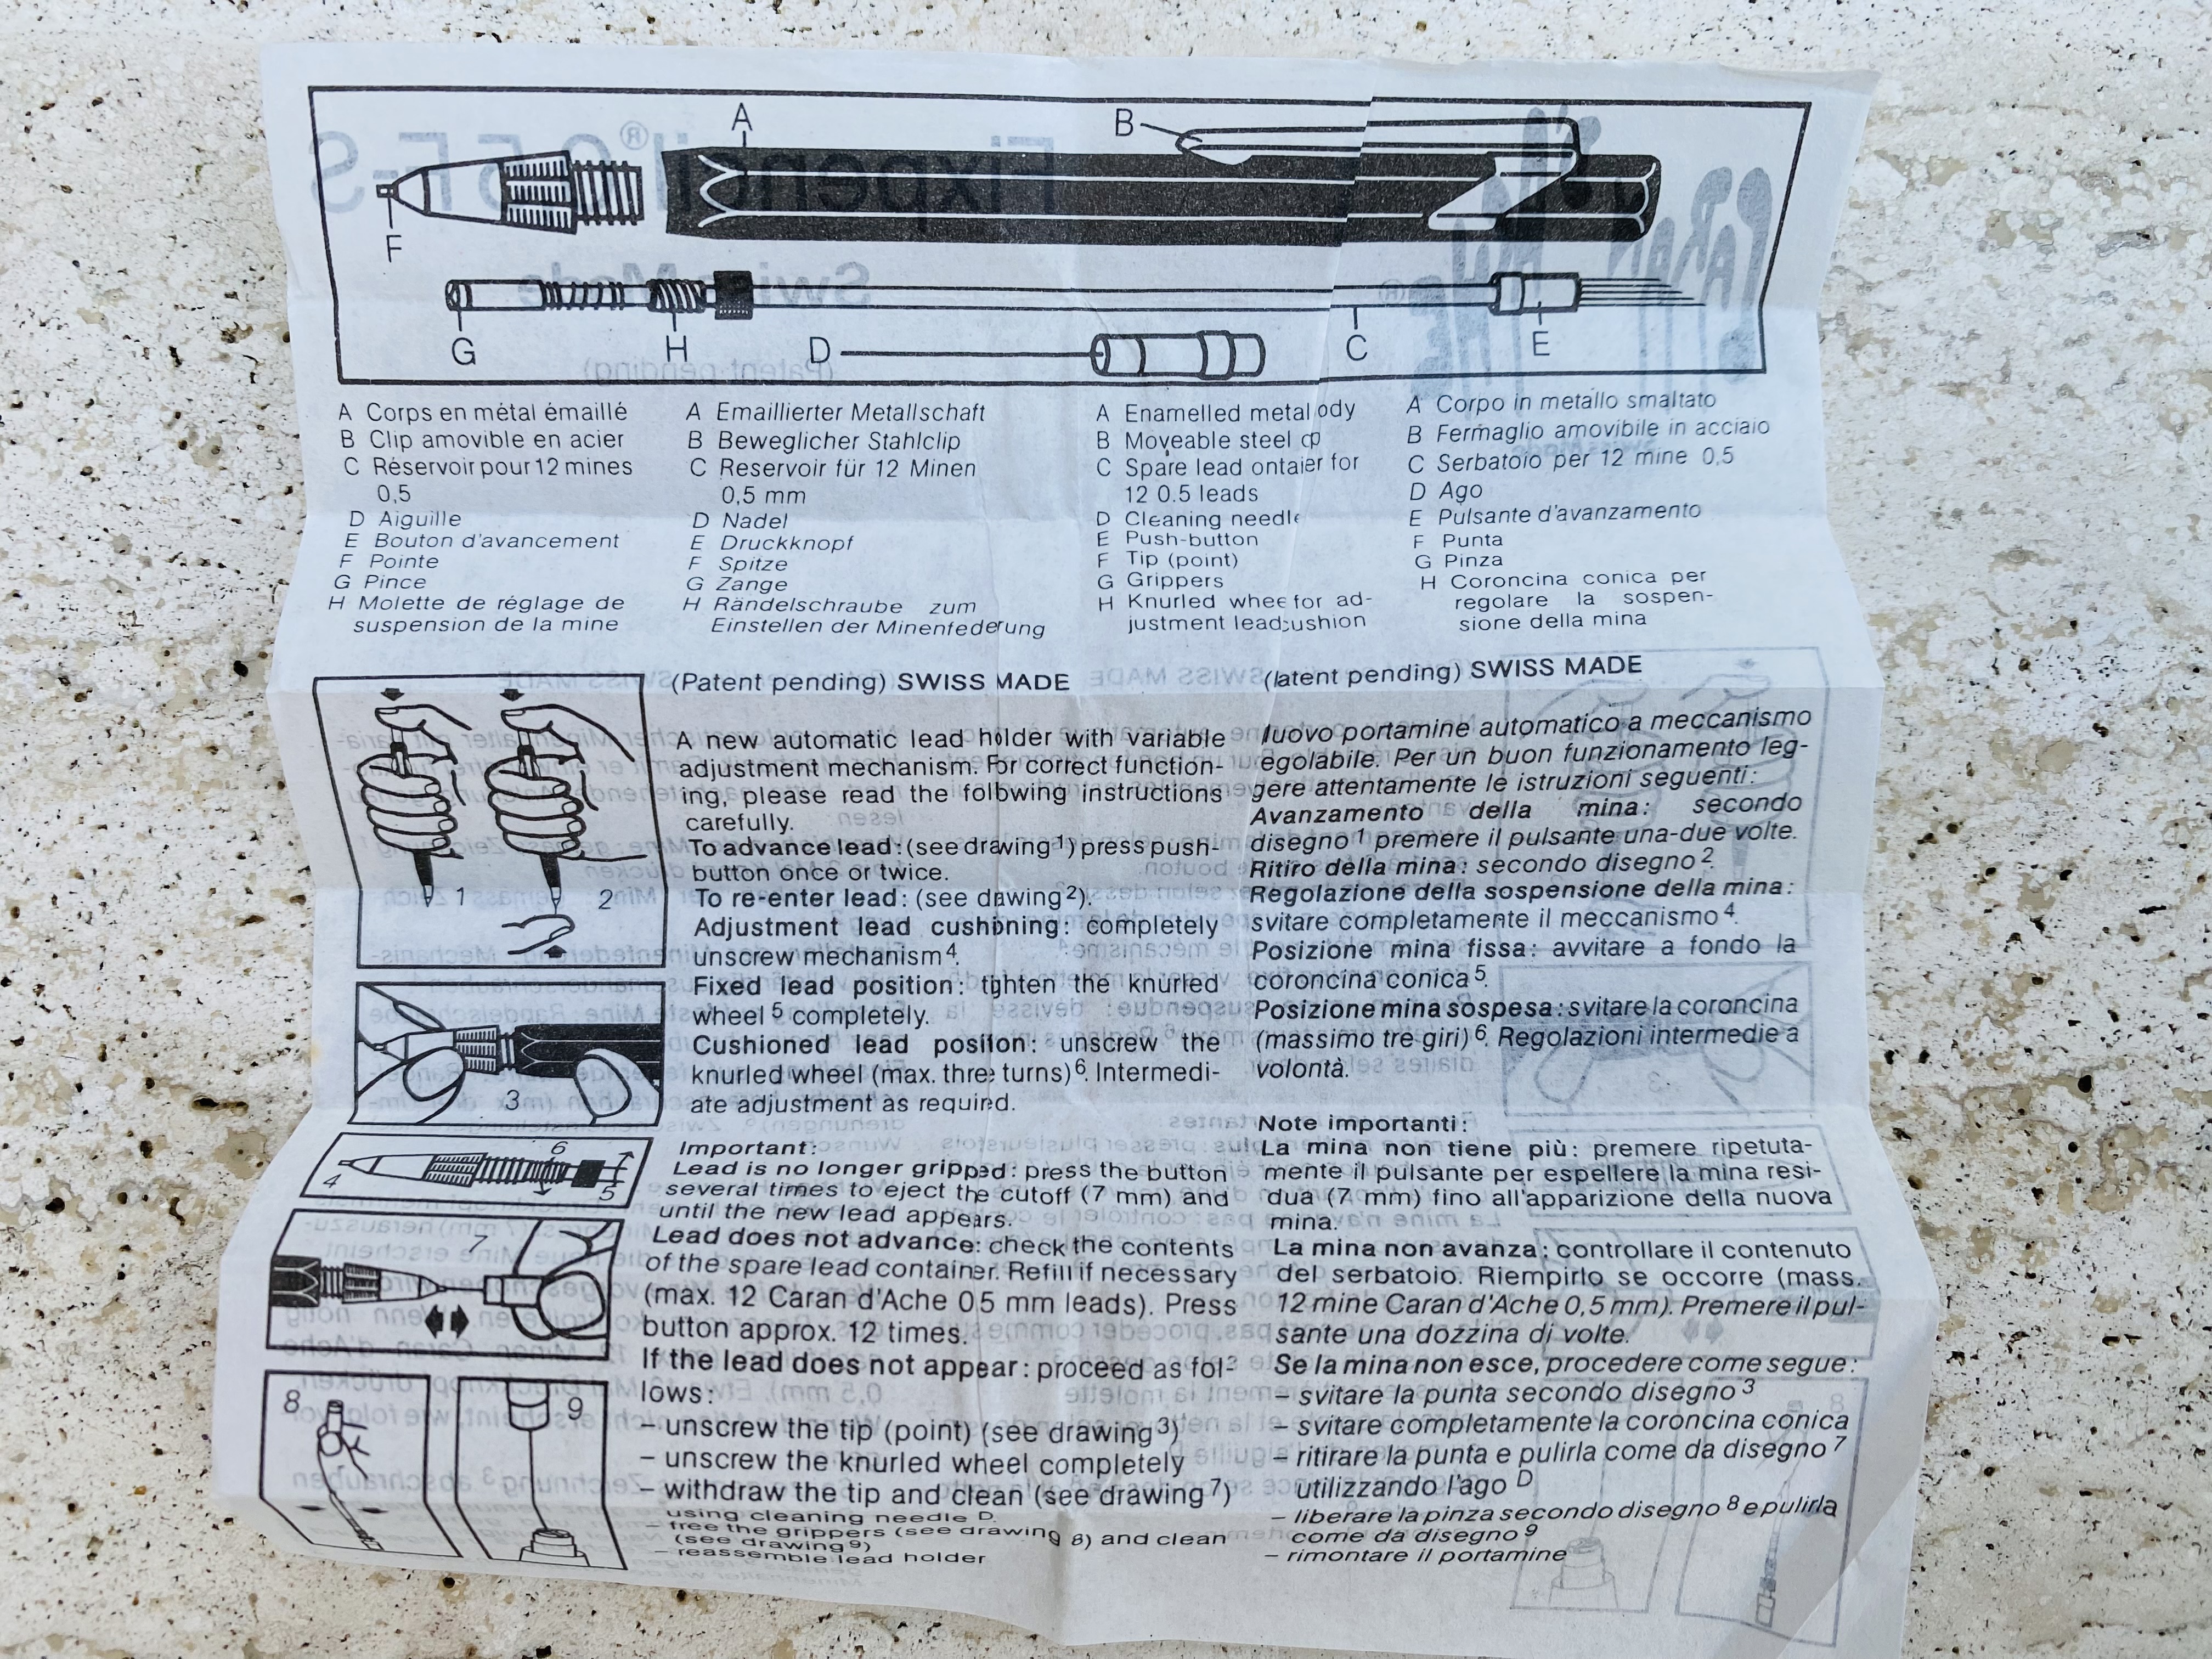 A
B
F
G
H
D
C
E
A Corps en métal émaillé
B Clip amovible en acier
C Réservoir pour 12 mines
0,5
D Aiguille
E Bouton d'avancement
F Pointe
G Pince
H Molette de réglage de
suspension de la mine
A Emaillierter Metallschaft
B Beweglicher Stahlclip
C Reservoir für 12 Minen
0,5 mm
D Nadel
E Druckknopf
F Spitze
G Zange
H Rändelschraube zum
Einstellen der Minenfederung
A Enamelled metal ody
B Moveable steel
C Spare lead ontaier for
12 0.5 leads
D Cleaning needle
E Push-button
F Tip (point)
G Grippers
H Knurled wheel for ad-
justment lead cushion
A Corpo in metallo smaltato
B Fermaglio amovibile in acciaio
C Serbatoio per 12 mine 0,5
D Ago
E Pulsante d'avanzamento
F Punta
G Pinza
H Coroncina conica per
regolare la sospen-
sione della mina
1
2
3
4
6
5
7
8
9
(Patent pending) SWISS MADE
A new automatic lead holder with variable
adjustment mechanism. For correct function-
ing, please read the following instructions
carefully.
To advance lead: (see drawing 1) press push-
button once or twice.
To re-enter lead: (see drawing 2).
Adjustment lead cushioning: completely
unscrew mechanism 4.
Fixed lead position: tighten the knurled
wheel 5 completely.
Cushioned lead position: unscrew the
knurled wheel (max. three turns) 6. Intermedi-
ate adjustment as required.
Important:
Lead is no longer gripped: press the button
several times to eject the cutoff (7 mm) and
until the new lead appears.
Lead does not advance: check the contents
of the spare lead container. Refill if necessary
(max. 12 Caran d'Ache 0 5 mm leads). Press
button approx. 12 times.
If the lead does not appear: proceed as fol-
lows:
– unscrew the tip (point) (see drawing 3)
– unscrew the knurled wheel completely
– withdraw the tip and clean (see drawing 7)
using cleaning needle D.
– free the grippers (see drawing 8) and clean
(see drawing 9)
– reassemble lead holder
(atent pending) SWISS MADE
luovo portamine automatico a meccanismo
egolabile. Per un buon funzionamento leg-
gere attentamente le istruzioni seguenti:
Avanzamento della mina: secondo
disegno 1 premere il pulsante una-due volte.
Ritiro della mina: secondo disegno 2.
Regolazione della sospensione della mina:
svitare completamente il meccanismo 4.
Posizione mina fissa: avvitare a fondo la
coroncina conica 5.
Posizione mina sospesa: svitare la coroncina
(massimo tre giri) 6. Regolazioni intermedie a
volontà.
Note importanti:
La mina non tiene più: premere ripetuta-
mente il pulsante per espellere la mina resi-
dua (7 mm) fino all'apparizione della nuova
mina.
La mina non avanza: controllare il contenuto
del serbatoio. Riempirlo se occorre (mass.
12 mine Caran d'Ache 0,5 mm). Premere il pul-
sante una dozzina di volte.
Se la mina non esce, procedere come segue:
– svitare la punta secondo disegno 3
– svitare completamente la coroncina conica
– ritirare la punta e pulirla come da disegno 7
utilizzando l'ago D
– liberare la pinza secondo disegno 8 e pulirla
come da disegno 9
– rimontare il portamine